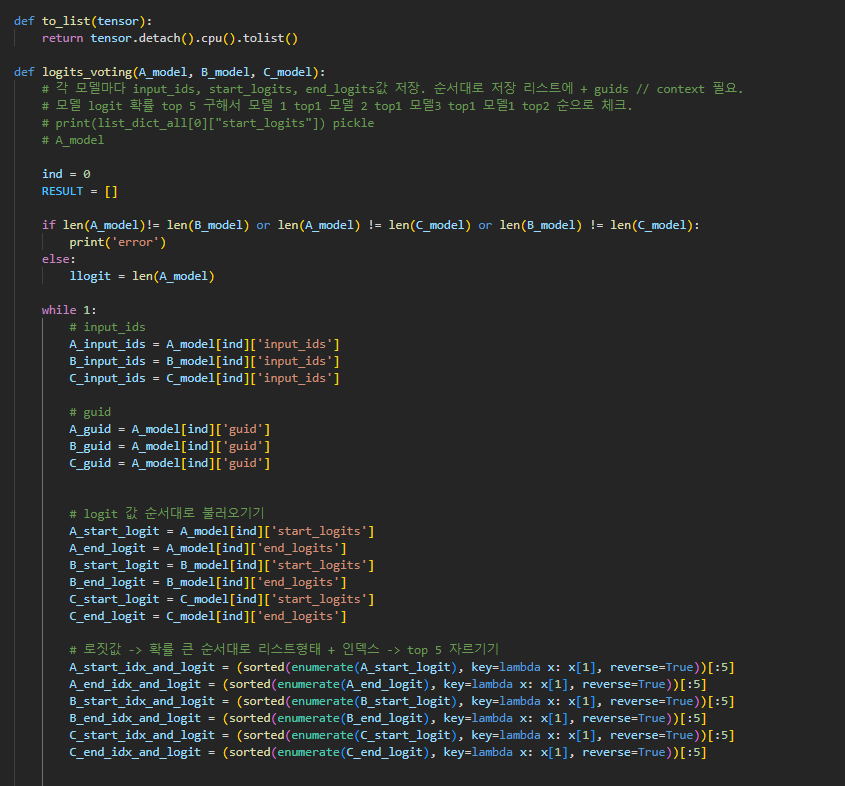 def to_list(tensor):
    return tensor.detach().cpu().tolist()

def logits_voting(A_model, B_model, C_model):
    # 각 모델마다 input_ids, start_logits, end_logits값 저장. 순서대로 저장 리스트에 + guids // context 필요.
    # 모델 logit 확률 top 5 구해서 모델 1 top1 모델 2 top1 모델3 top1 모델1 top2 순으로 체크.
    # print(list_dict_all[0]["start_logits"]) pickle
    # A_model

    ind = 0
    RESULT = []

    if len(A_model)!= len(B_model) or len(A_model) != len(C_model) or len(B_model) != len(C_model):
        print('error')
    else:
        llogit = len(A_model)

    while 1:
        # input_ids
        A_input_ids = A_model[ind]['input_ids']
        B_input_ids = B_model[ind]['input_ids']
        C_input_ids = C_model[ind]['input_ids']

        # guid
        A_guid = A_model[ind]['guid']
        B_guid = A_model[ind]['guid']
        C_guid = A_model[ind]['guid']


        # logit 값 순서대로 불러오기기
        A_start_logit = A_model[ind]['start_logits']
        A_end_logit = A_model[ind]['end_logits']
        B_start_logit = B_model[ind]['start_logits']
        B_end_logit = B_model[ind]['end_logits']
        C_start_logit = C_model[ind]['start_logits']
        C_end_logit = C_model[ind]['end_logits']

        # 로짓값 -> 확률 큰 순서대로 리스트형태 + 인덱스 -> top 5 자르기기
        A_start_idx_and_logit = (sorted(enumerate(A_start_logit), key=lambda x: x[1], reverse=True))[:5]
        A_end_idx_and_logit = (sorted(enumerate(A_end_logit), key=lambda x: x[1], reverse=True))[:5]
        B_start_idx_and_logit = (sorted(enumerate(B_start_logit), key=lambda x: x[1], reverse=True))[:5]
        B_end_idx_and_logit = (sorted(enumerate(B_end_logit), key=lambda x: x[1], reverse=True))[:5]
        C_start_idx_and_logit = (sorted(enumerate(C_start_logit), key=lambda x: x[1], reverse=True))[:5]
        C_end_idx_and_logit = (sorted(enumerate(C_end_logit), key=lambda x: x[1], reverse=True))[:5]